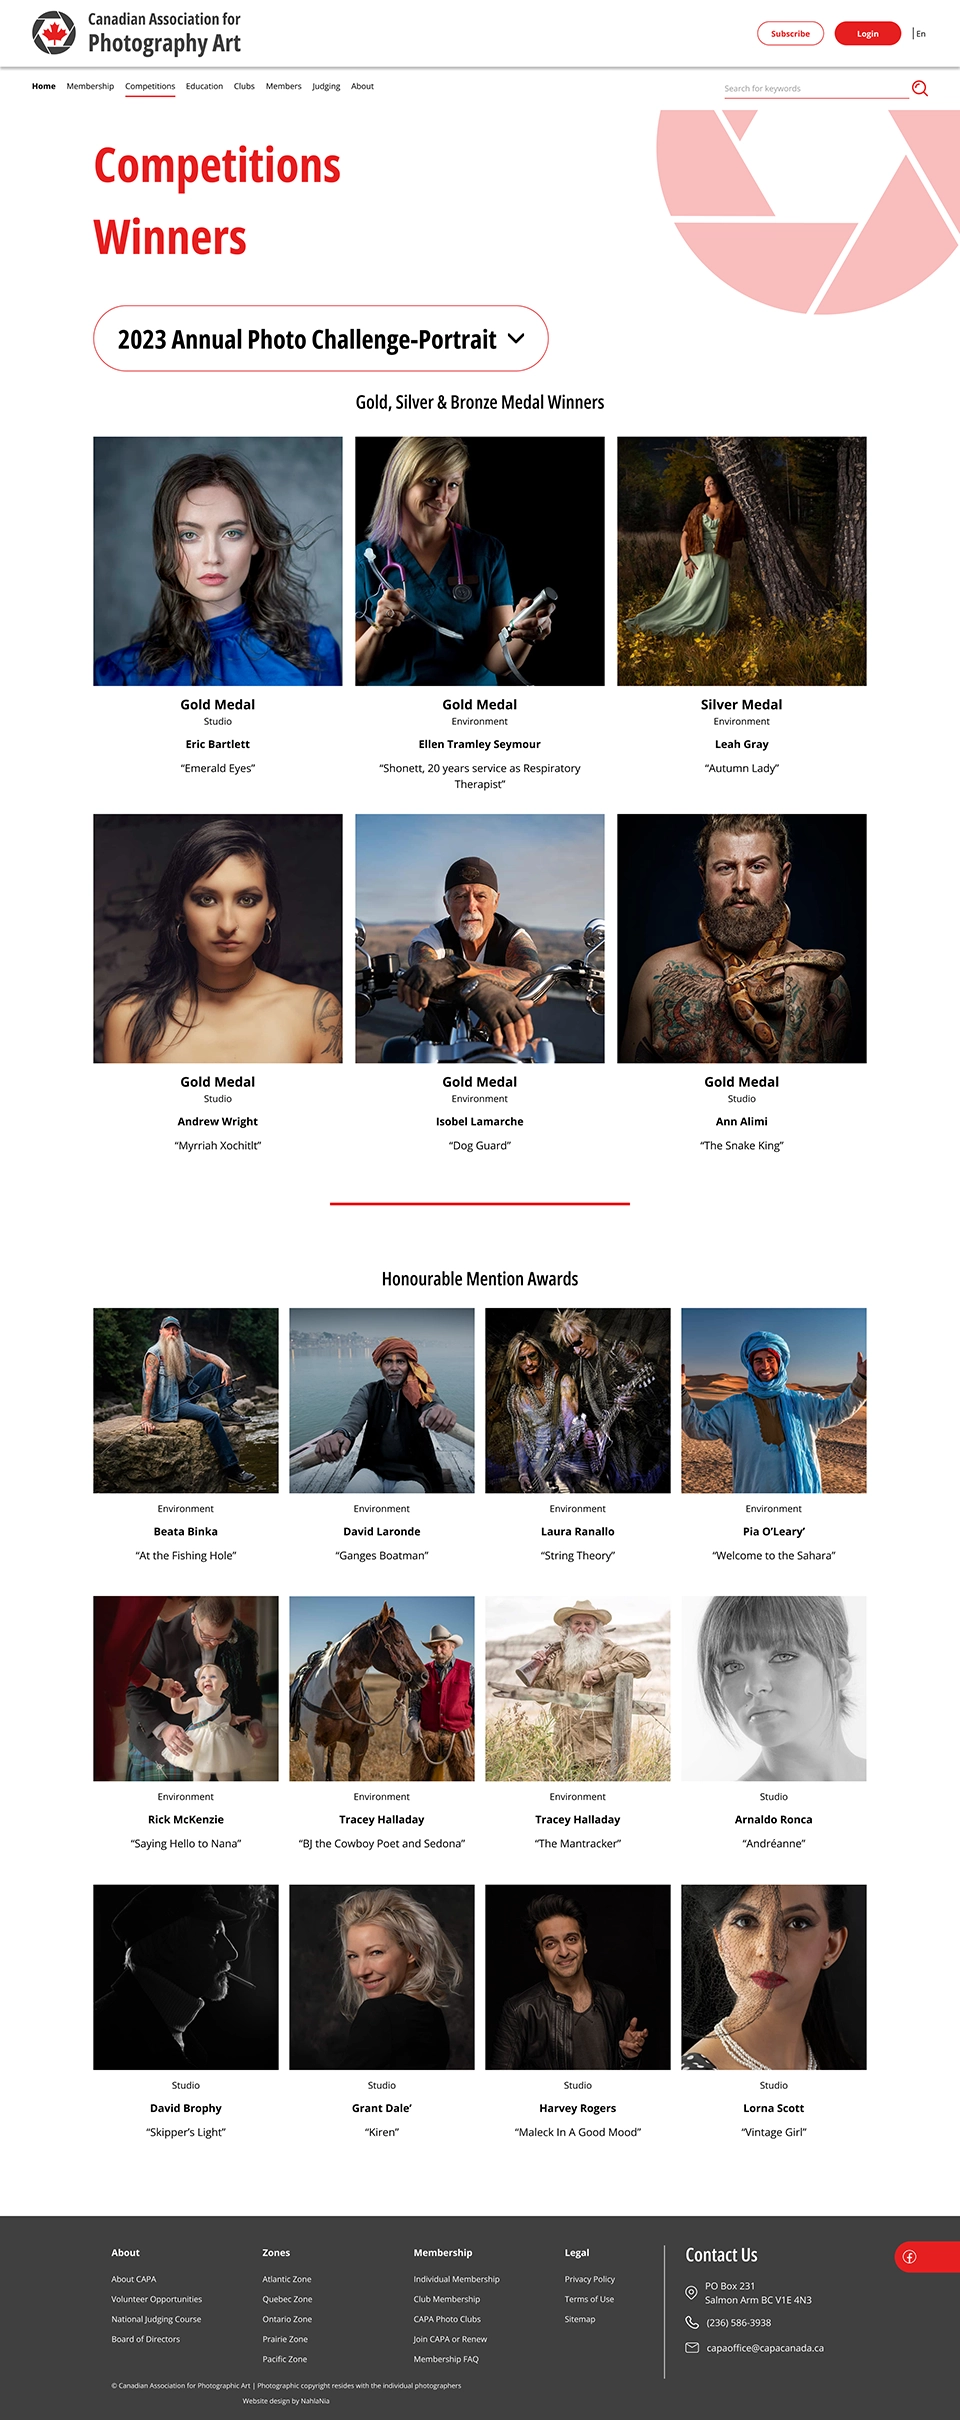 Canadian Association for
Photography Art
Subscribe
Login
En
Home
Membership
Competitions
Education
Clubs
Members
Judging
About
Search for keywords
Competitions
Winners
2023 Annual Photo Challenge-Portrait
Gold, Silver & Bronze Medal Winners
Gold Medal
Studio
Eric Bartlett
“Emerald Eyes”
Gold Medal
Environment
Ellen Tramley Seymour
“Shonett, 20 years service as Respiratory
Therapist”
Silver Medal
Environment
Leah Gray
“Autumn Lady”
Gold Medal
Studio
Andrew Wright
“Myrriah Xochitlt”
Gold Medal
Environment
Isobel Lamarche
“Dog Guard”
Gold Medal
Studio
Ann Alimi
“The Snake King”
Honourable Mention Awards
Environment
Beata Binka
“At the Fishing Hole”
Environment
David Laronde
“Ganges Boatman”
Environment
Laura Ranallo
“String Theory”
Environment
Pia O’Leary’
“Welcome to the Sahara”
Environment
Rick McKenzie
“Saying Hello to Nana”
Environment
Tracey Halladay
“BJ the Cowboy Poet and Sedona”
Environment
Tracey Halladay
“The Mantracker”
Studio
Arnaldo Ronca
“Andréanne”
Studio
David Brophy
“Skipper’s Light”
Studio
Grant Dale’
“Kiren”
Studio
Harvey Rogers
“Maleck In A Good Mood”
Studio
Lorna Scott
“Vintage Girl”
About
About CAPA
Volunteer Opportunities
National Judging Course
Board of Directors
Zones
Atlantic Zone
Quebec Zone
Ontario Zone
Prairie Zone
Pacific Zone
Membership
Individual Membership
Club Membership
CAPA Photo Clubs
Join CAPA or Renew
Membership FAQ
Legal
Privacy Policy
Terms of Use
Sitemap
Contact Us
PO Box 231
Salmon Arm BC V1E 4N3
(236) 586-3938
capaoffice@capacanada.ca
© Canadian Association for Photographic Art | Photographic copyright resides with the individual photographers
Website design by NahlaNia